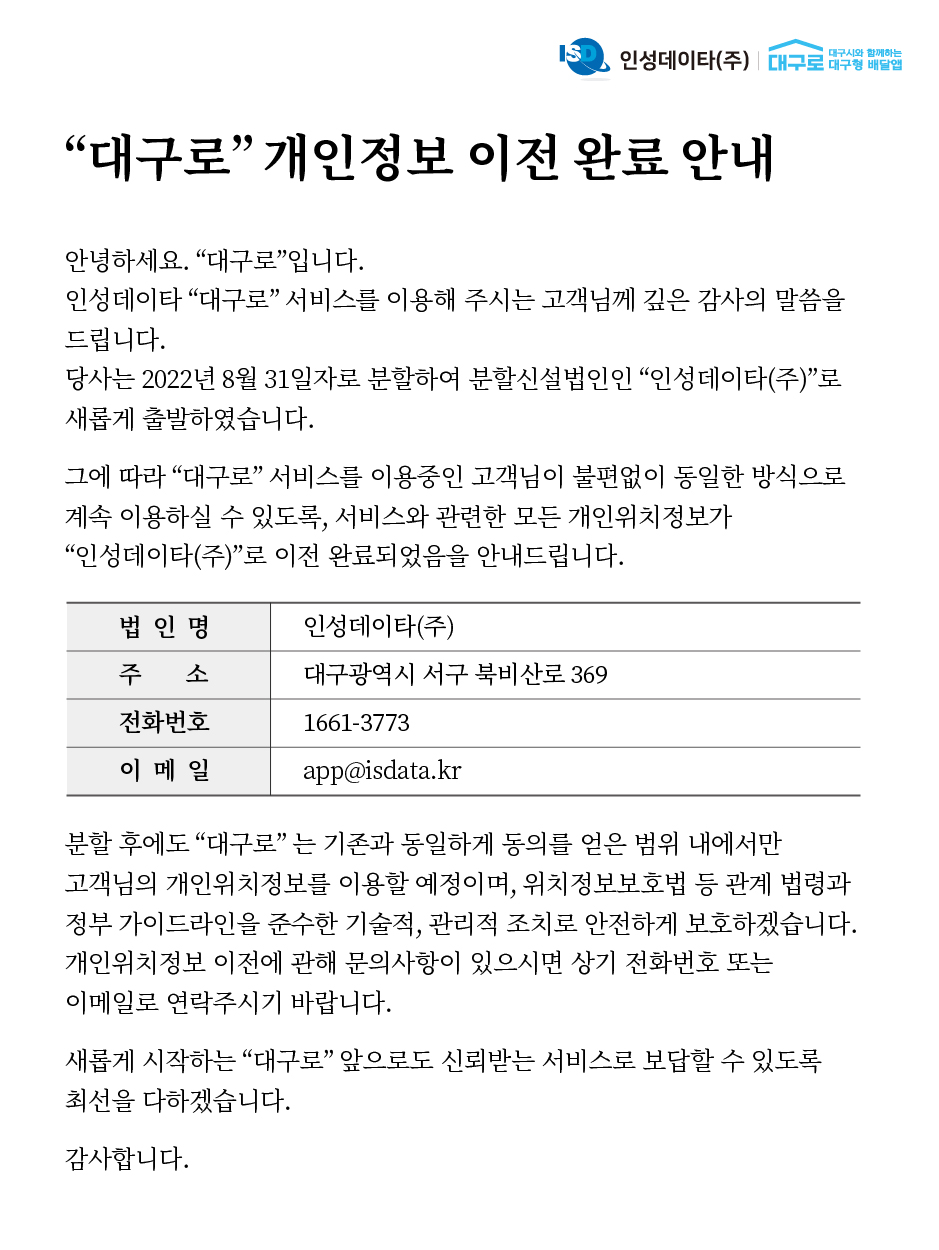 ISD 인성데이타(주) 대구로 대구시와 함께하는
대구형 배달앱
“대구로” 개인정보 이전 완료 안내
안녕하세요. “대구로”입니다.
인성데이타 “대구로” 서비스를 이용해 주시는 고객님께 깊은 감사의 말씀을
드립니다.
당사는 2022년 8월 31일자로 분할하여 분할신설법인인 “인성데이타(주)”로
새롭게 출발하였습니다.
그에 따라 “대구로” 서비스를 이용중인 고객님이 불편없이 동일한 방식으로
계속 이용하실 수 있도록, 서비스와 관련한 모든 개인위치정보가
“인성데이타(주)”로 이전 완료되었음을 안내드립니다.
법 인 명 인성데이타(주)
주 소 대구광역시 서구 북비산로 369
전화번호 1661-3773
이 메 일 app@isdata.kr
분할 후에도 “대구로” 는 기존과 동일하게 동의를 얻은 범위 내에서만
고객님의 개인위치정보를 이용할 예정이며, 위치정보보호법 등 관계 법령과
정부 가이드라인을 준수한 기술적, 관리적 조치로 안전하게 보호하겠습니다.
개인위치정보 이전에 관해 문의사항이 있으시면 상기 전화번호 또는
이메일로 연락주시기 바랍니다.
새롭게 시작하는 “대구로” 앞으로도 신뢰받는 서비스로 보답할 수 있도록
최선을 다하겠습니다.
감사합니다.